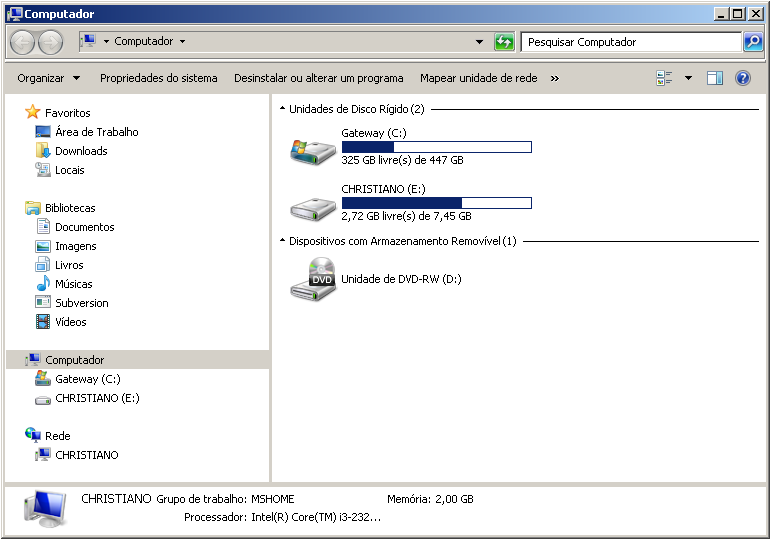 Computador
Computador
Pesquisar Computador
Organizar Propriedades do sistema Desinstalar ou alterar um programa Mapear unidade de rede »
Favoritos
Área de Trabalho
Downloads
Locais
Bibliotecas
Documentos
Imagens
Livros
Músicas
Subversion
Vídeos
Computador
Gateway (C:)
CHRISTIANO (E:)
Rede
CHRISTIANO
Unidades de Disco Rígido (2)
Gateway (C:)
325 GB livre(s) de 447 GB
CHRISTIANO (E:)
2,72 GB livre(s) de 7,45 GB
Dispositivos com Armazenamento Removível (1)
DVD
Unidade de DVD-RW (D:)
CHRISTIANO Grupo de trabalho: MSHOME Memória: 2,00 GB
Processador: Intel(R) Core(TM) i3-232...